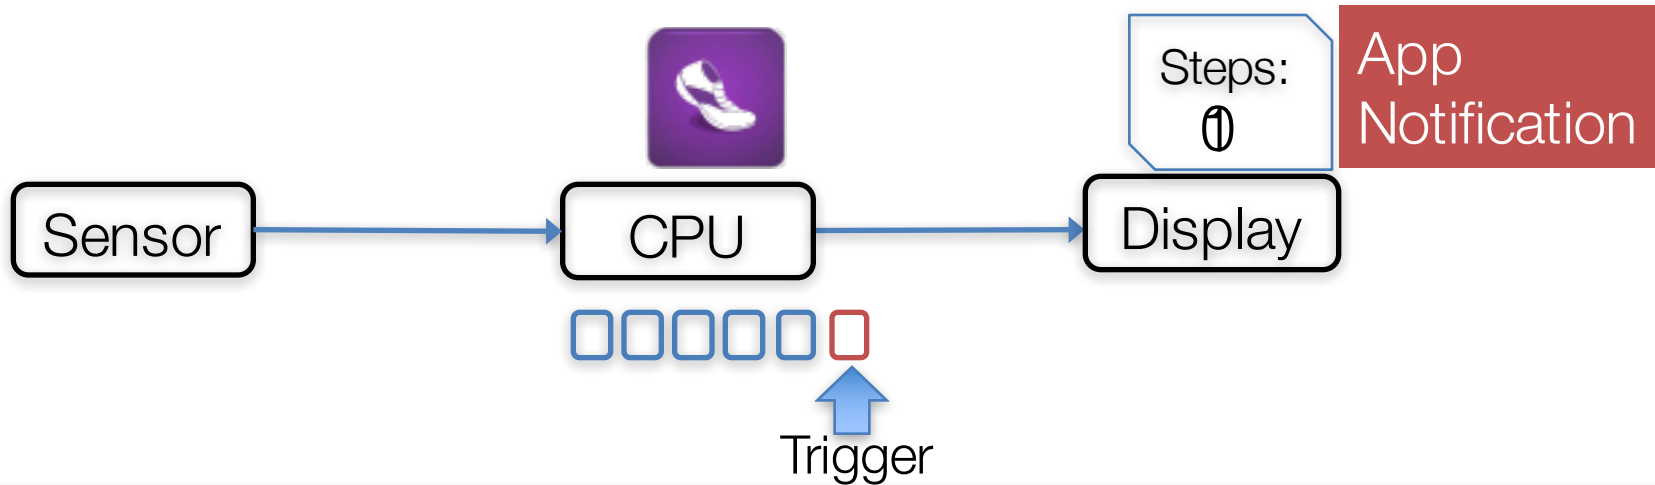 Steps:
App
Notification
Sensor
CPU
Display
Trigger